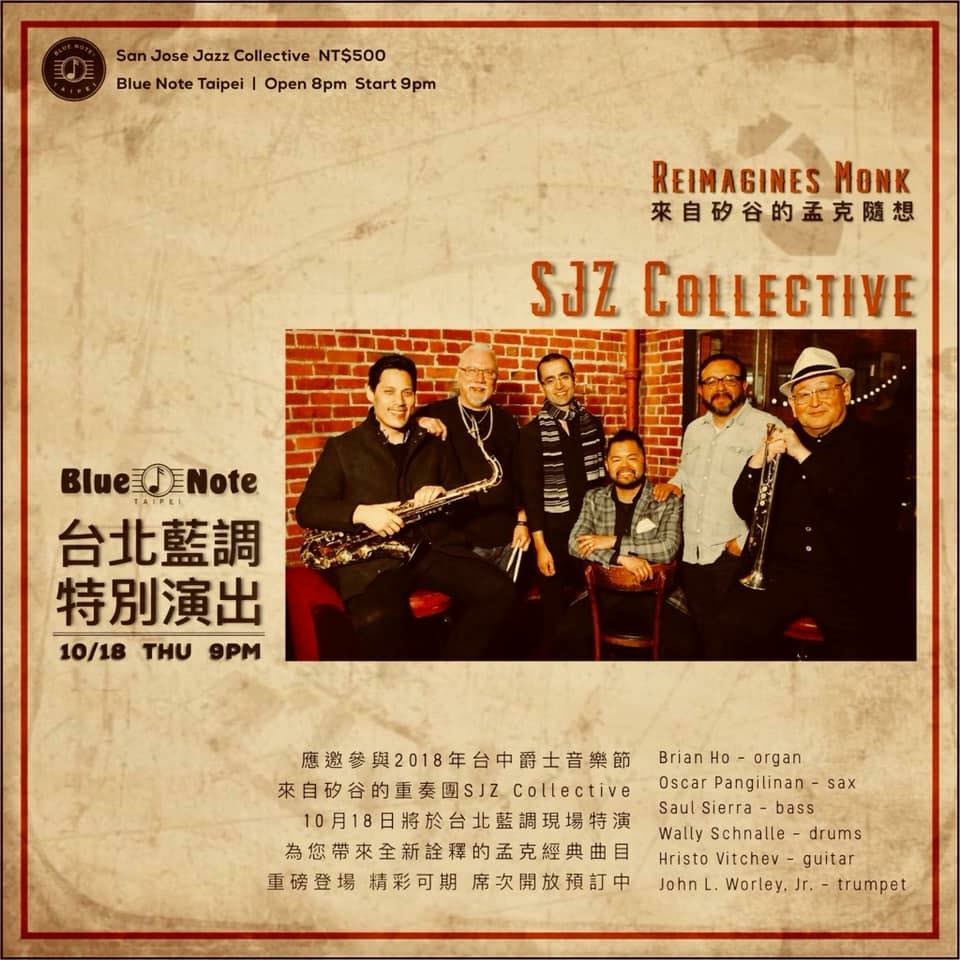 BLUE NOTE
TAIPEI
San Jose Jazz Collective NT$500
Blue Note Taipei | Open 8pm Start 9pm
REIMAGINES MONK
來自矽谷的孟克隨想
SJZ COLLECTIVE
Blue Note
TAIPEI
台北藍調
特別演出
10/18 THU 9PM
應邀參與2018年台中爵士音樂節
來自矽谷的重奏團SJZ Collective
10月18日將於台北藍調現場特演
為您帶來全新詮釋的孟克經典曲目
重磅登場 精彩可期 席次開放預訂中
Brian Ho – organ
Oscar Pangilinan – sax
Saul Sierra – bass
Wally Schnalle – drums
Hristo Vitchev – guitar
John L. Worley, Jr. – trumpet